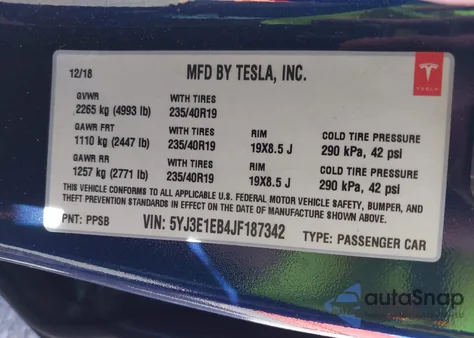 12/18 MFD BY TESLA, INC.
TESLA
GVWR WITH TIRES
2265 kg (4993 lb) 235/40R19
GAWR FRT WITH TIRES RIM COLD TIRE PRESSURE
1110 kg (2447 lb) 235/40R19 19X8.5 J 290 kPa, 42 psi
GAWR RR WITH TIRES RIM COLD TIRE PRESSURE
1257 kg (2771 lb) 235/40R19 19X8.5 J 290 kPa, 42 psi
THIS VEHICLE CONFORMS TO ALL APPLICABLE U.S. FEDERAL MOTOR VEHICLE SAFETY, BUMPER, AND
THEFT PREVENTION STANDARDS IN EFFECT ON THE DATE OF MANUFACTURE SHOWN ABOVE.
PNT: PPSB VIN: 5YJ3E1EB4JF187342 TYPE: PASSENGER CAR
autoSnap